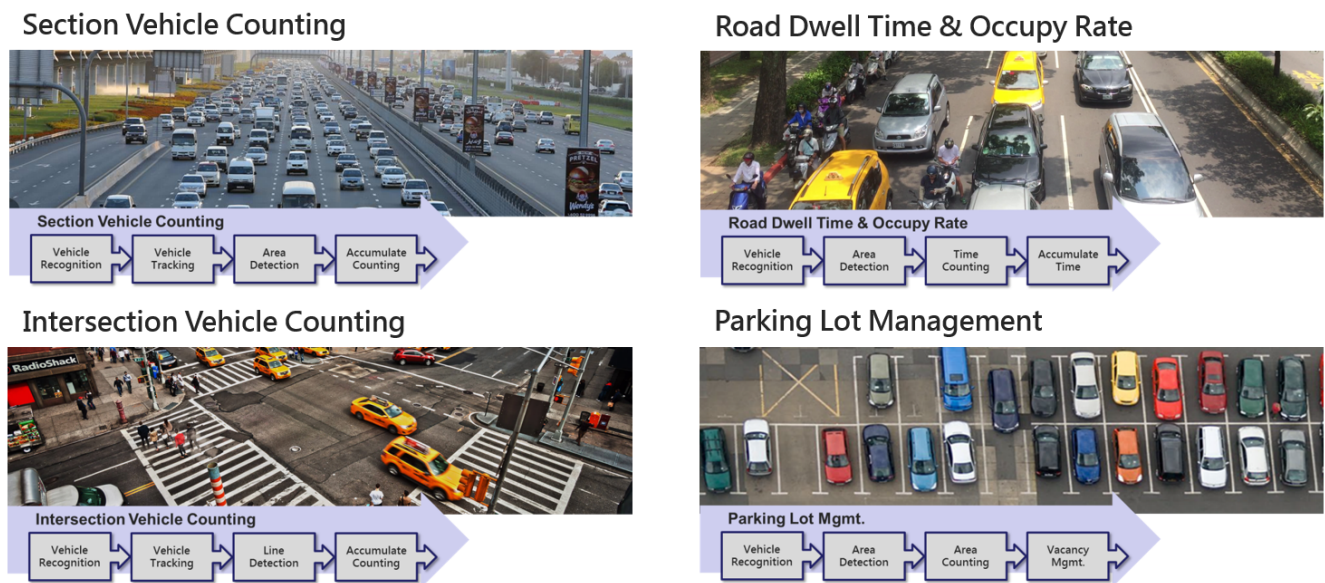 Section Vehicle Counting
PRETZEL
Wendy's
Section Vehicle Counting
Vehicle
Recognition
Vehicle
Tracking
Area
Detection
Accumulate
Counting
Road Dwell Time & Occupy Rate
Road Dwell Time & Occupy Rate
Vehicle
Recognition
Area
Detection
Time
Counting
Accumulate
Time
Intersection Vehicle Counting
RadioShack
Intersection Vehicle Counting
Vehicle
Recognition
Vehicle
Tracking
Line
Detection
Accumulate
Counting
Parking Lot Management
Parking Lot Mgmt.
Vehicle
Recognition
Area
Detection
Area
Counting
Vacancy
Mgmt.